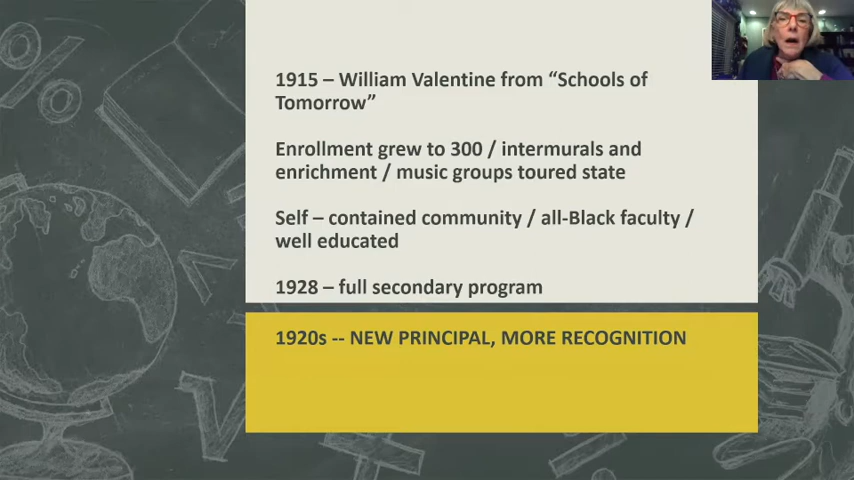 1915 – William Valentine from “Schools of
Tomorrow”
Enrollment grew to 300 / intermurals and
enrichment / music groups toured state
Self – contained community / all-Black faculty /
well educated
1928 – full secondary program
1920s -- NEW PRINCIPAL, MORE RECOGNITION